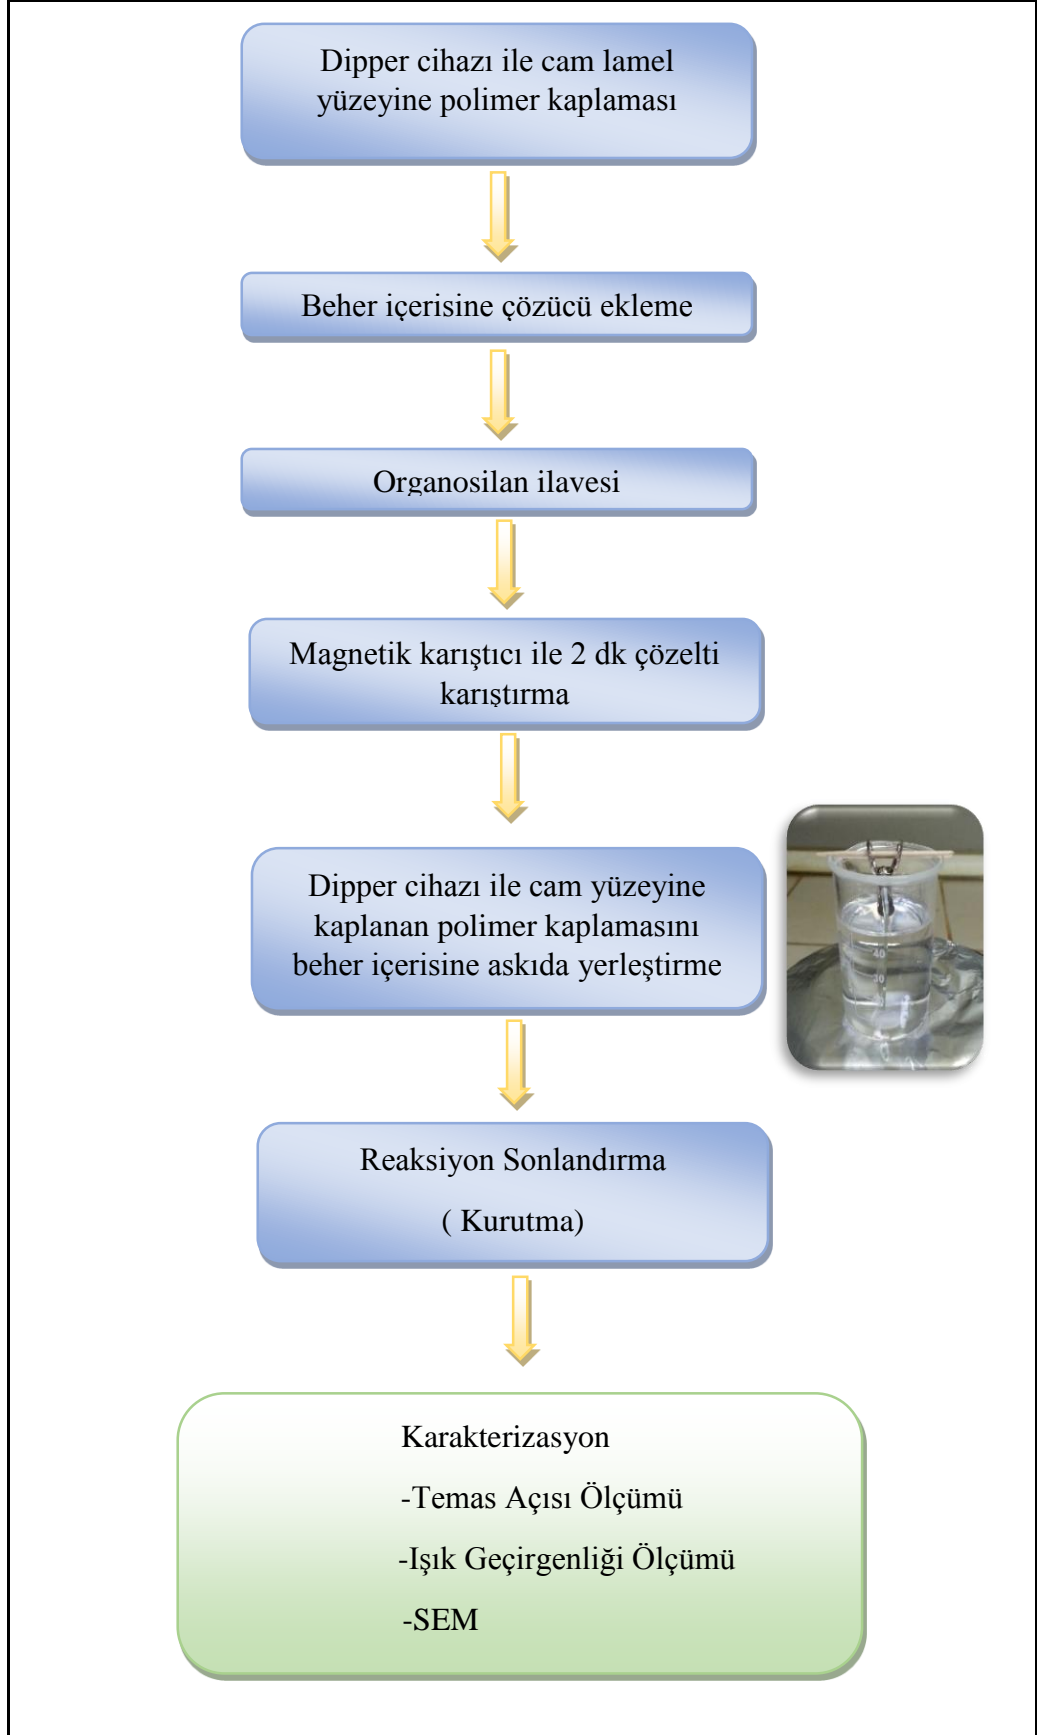 Dipper cihazı ile cam lamel
yüzeyine polimer kaplaması
Beher içerisine çözücü ekleme
Organosilan ilavesi
Magnetik karıştıcı ile 2 dk çözelti
karıştırma
Dipper cihazı ile cam yüzeyine
kaplanan polimer kaplamasını
beher içerisine askıda yerleştirme
40
30
Reaksiyon Sonlandırma
( Kurutma)
Karakterizasyon
-Temas Açısı Ölçümü
-Işık Geçirgenliği Ölçümü
-SEM